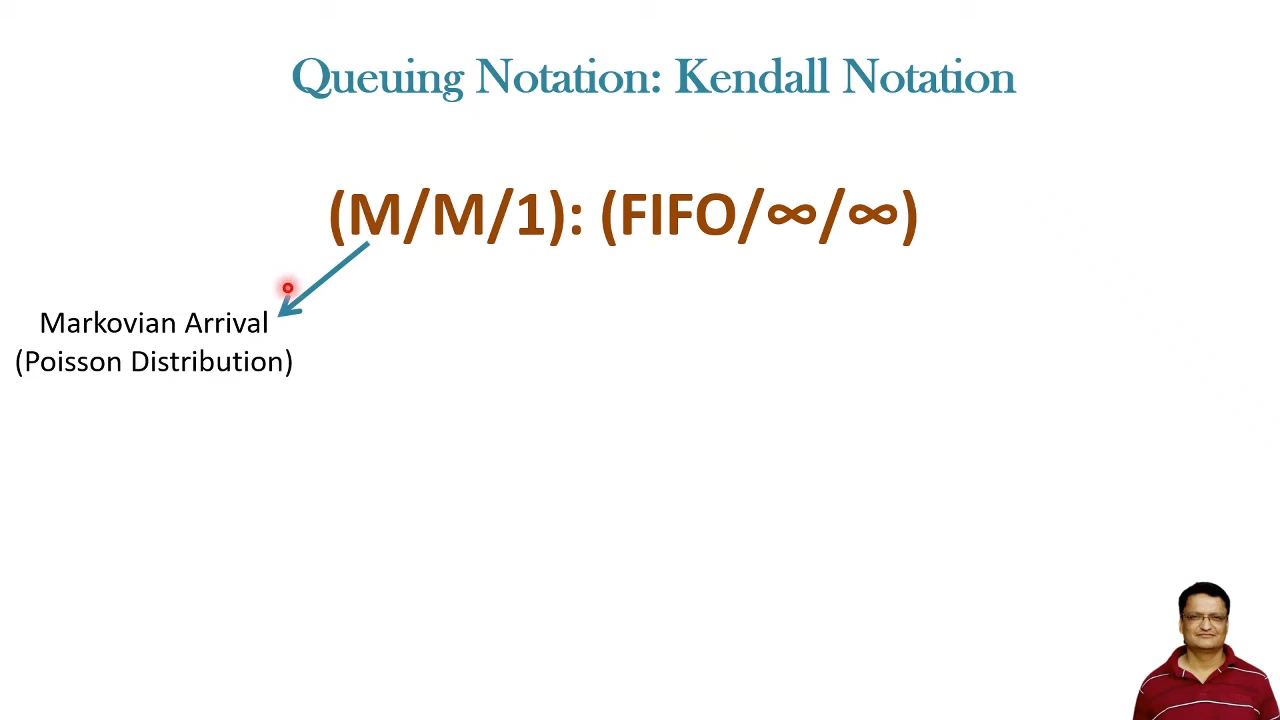 Queuing Notation: Kendall Notation
(M/M/1): (FIFO/∞/∞)
Markovian Arrival
(Poisson Distribution)